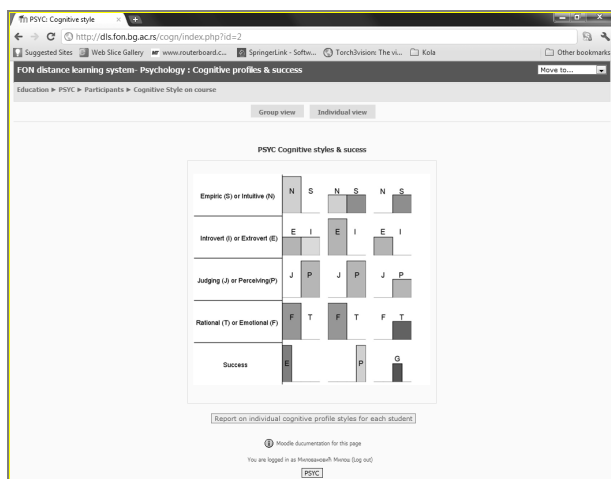 PSYC: Cognitive style
http://dls.fon.bg.ac.rs/cogn/index.php?id=2
Suggested Sites Web Slice Gallery www.routerboard.c... SpringerLink - Softw... Torch3vision: The vi... Kola Other bookmarks
FON distance learning system- Psychology : Cognitive profiles & success Move to...
Education ► PSYC ► Participants ► Cognitive Style on course
Group view Individual view
PSYC Cognitive styles & sucess
Empiric (S) or Intuitive (N) N S N S N S
Introvert (I) or Extrovert (E) E I E I E I
Judging (J) or Perceiving(P) J P J P J P
Rational (T) or Emotional (F) F T F T F T
Success E P G
Report on individual cognitive profile styles for each student
Moodle documentation for this page
You are logged in as Миловановић Милош (Log out)
PSYC